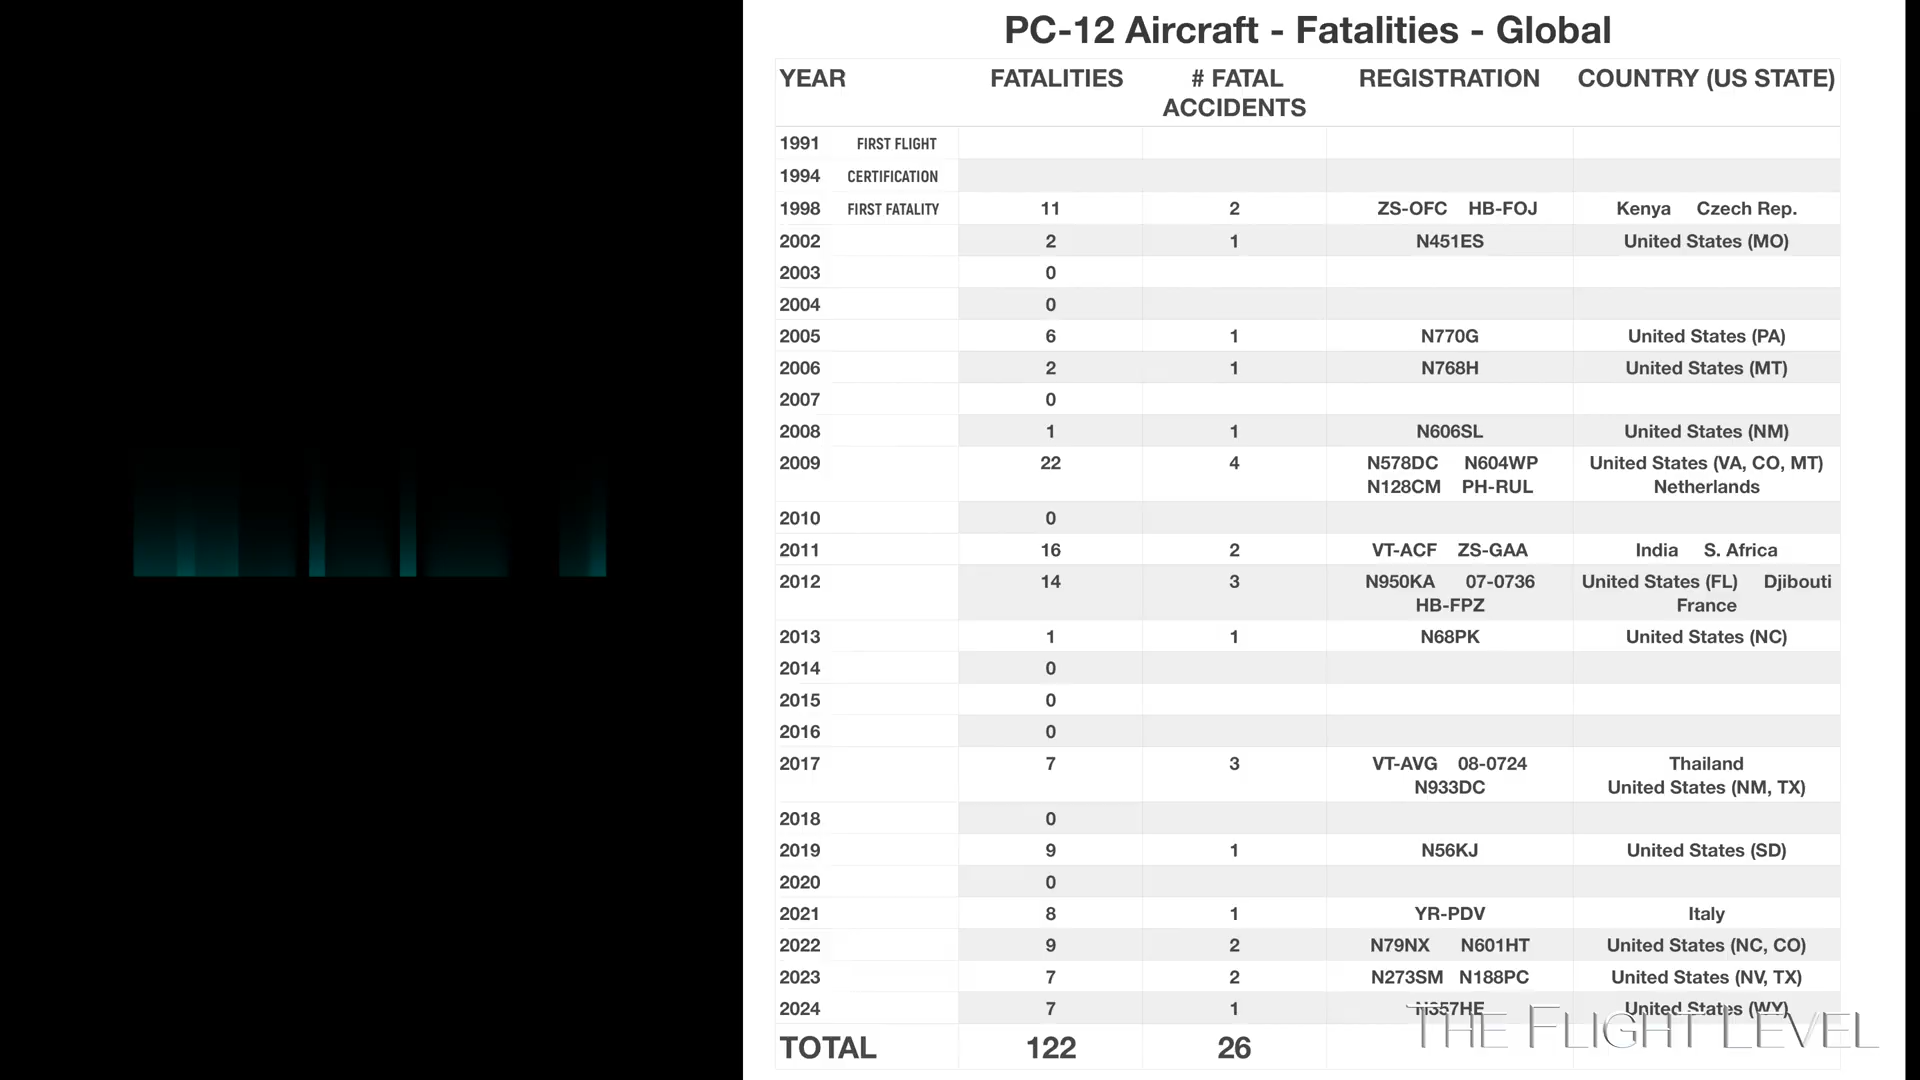 PC-12 Aircraft - Fatalities - Global
YEAR FATALITIES # FATAL ACCIDENTS REGISTRATION COUNTRY (US STATE)
1991 FIRST FLIGHT
1994 CERTIFICATION
1998 FIRST FATALITY 11 2 ZS-OFC HB-FOJ Kenya Czech Rep.
2002 2 1 N451ES United States (MO)
2003 0
2004 0
2005 6 1 N770G United States (PA)
2006 2 1 N768H United States (MT)
2007 0
2008 1 1 N606SL United States (NM)
2009 22 4 N578DC N604WP United States (VA, CO, MT)
N128CM PH-RUL Netherlands
2010 0
2011 16 2 VT-ACF ZS-GAA India S. Africa
2012 14 3 N950KA 07-0736 United States (FL) Djibouti
HB-FPZ France
2013 1 1 N68PK United States (NC)
2014 0
2015 0
2016 0
2017 7 3 VT-AVG 08-0724 Thailand
N933DC United States (NM, TX)
2018 0
2019 9 1 N56KJ United States (SD)
2020 0
2021 8 1 YR-PDV Italy
2022 9 2 N79NX N601HT United States (NC, CO)
2023 7 2 N273SM N188PC United States (NV, TX)
2024 7 1 N357HE United States (WY)
THE FLIGHT LEVEL
TOTAL 122 26